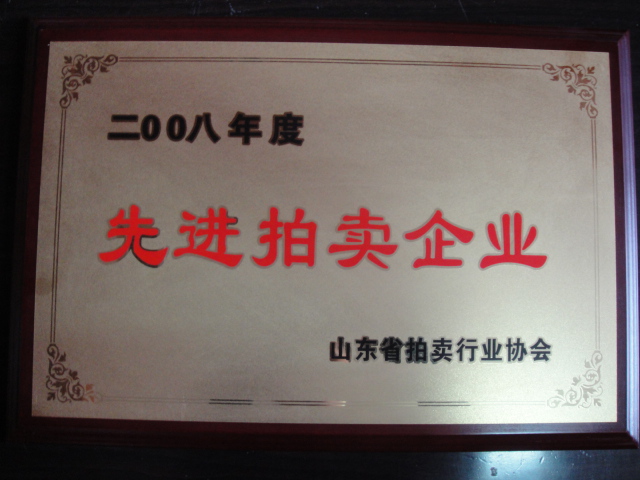 二00八年度
先进拍卖企业
山东省拍卖行业协会